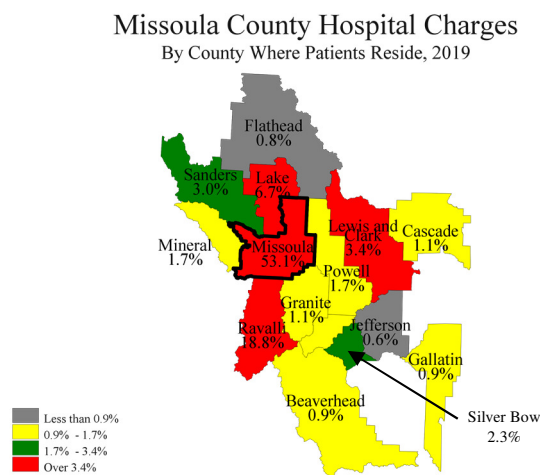 Missoula County Hospital Charges
By County Where Patients Reside, 2019
Flathead
0.8%
Sanders
3.0%
Lake
6.7%
Lewis and
Clark
3.4%
Cascade
1.1%
Mineral
1.7%
Missoula
53.1%
Powell
1.7%
Granite
1.1%
Ravalli
18.8%
Jefferson
0.6%
Gallatin
0.9%
Beaverhead
0.9%
Silver Bow
2.3%
Less than 0.9%
0.9% - 1.7%
1.7% - 3.4%
Over 3.4%